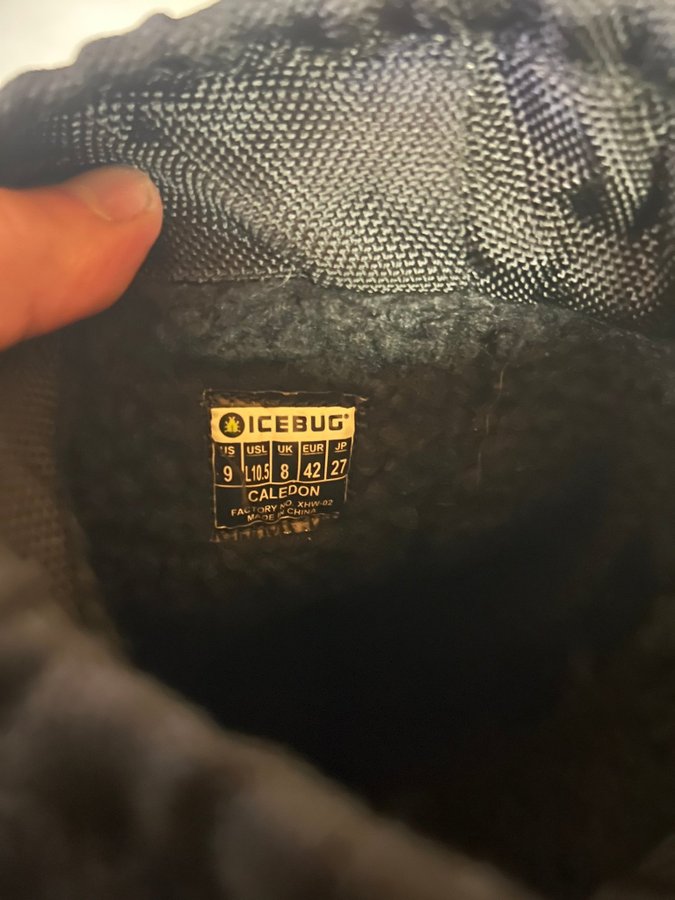 ICEBUG®
US USL UK EUR JP
9 L10.5 8 42 27
CALEDON
FACTORY NO. XHW-02
MADE IN CHINA